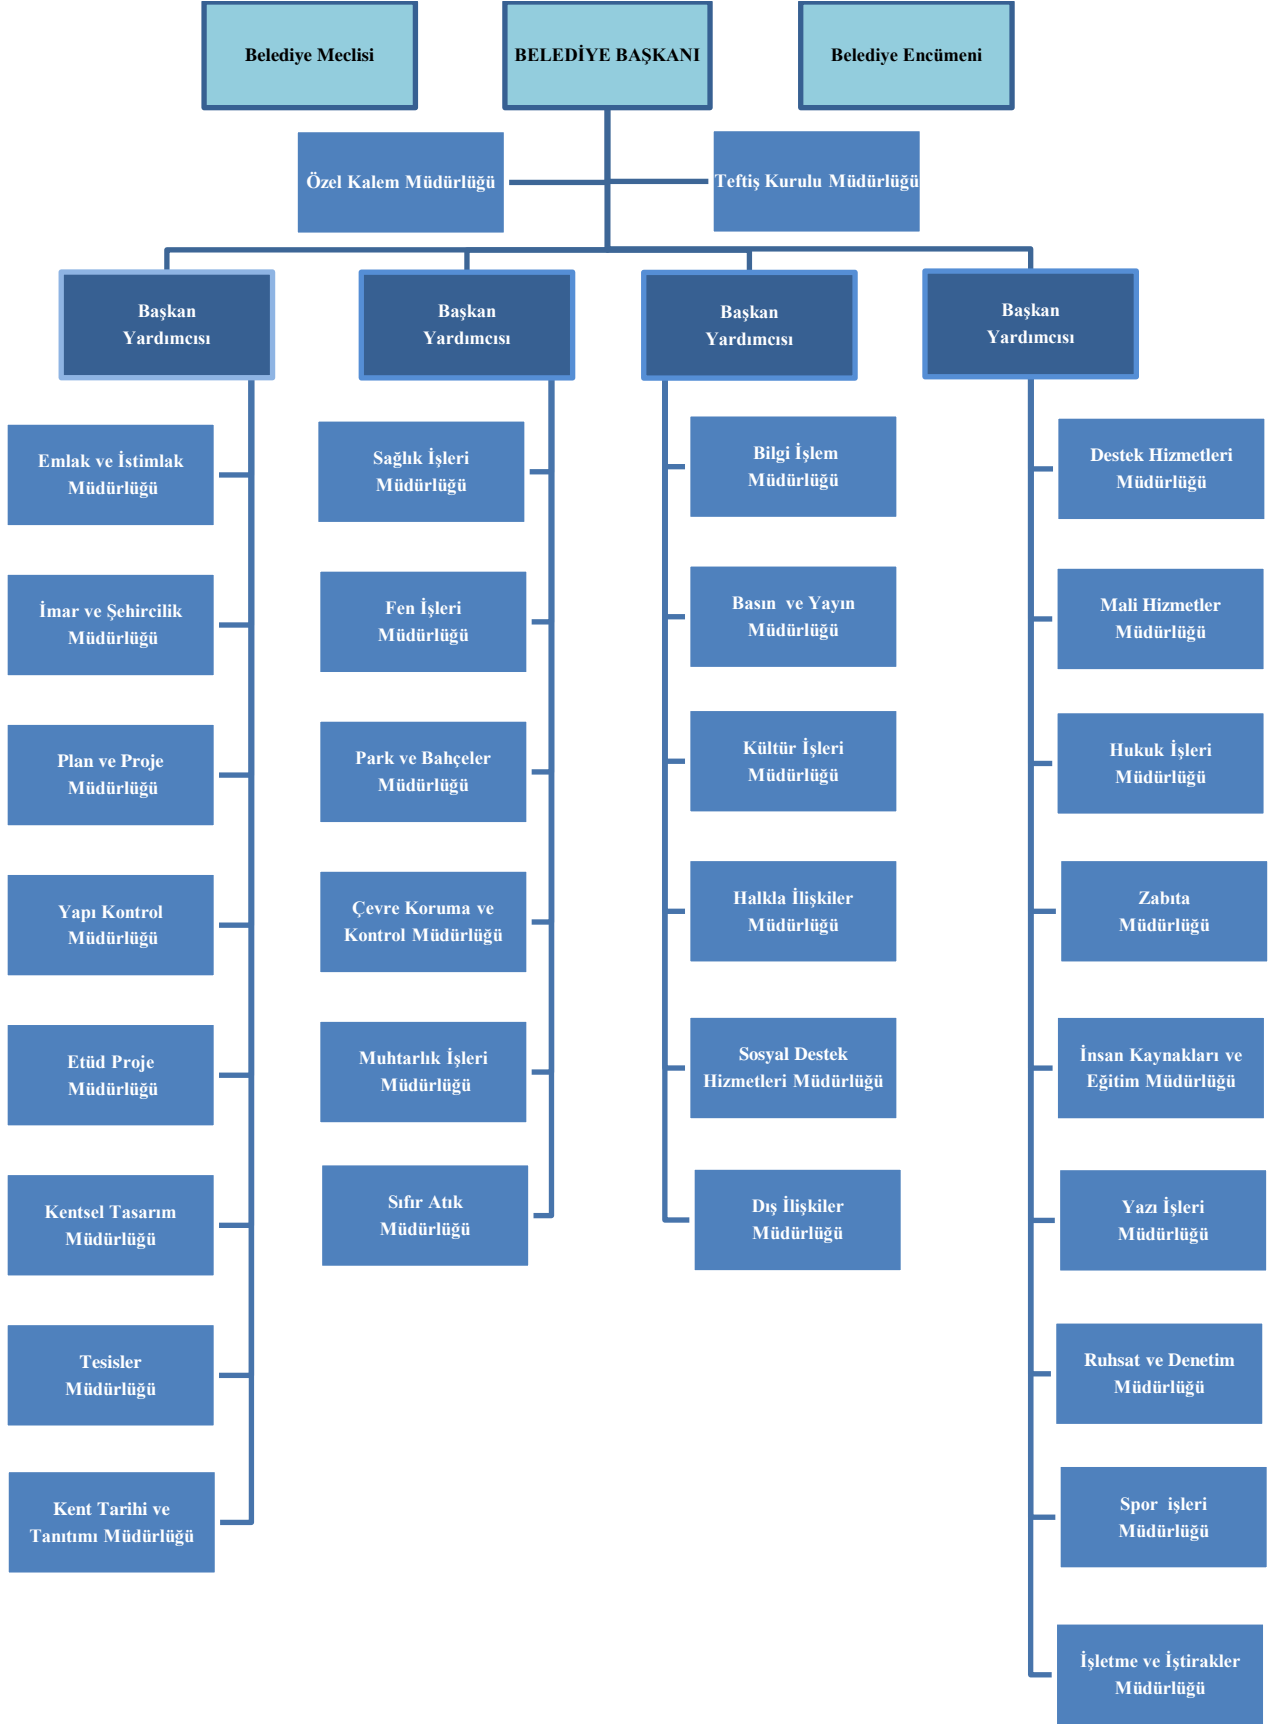 Belediye Meclisi
BELEDİYE BAŞKANI
Belediye Encümeni
Özel Kalem Müdürlüğü
Teftiş Kurulu Müdürlüğü
Başkan
Yardımcısı
Başkan
Yardımcısı
Başkan
Yardımcısı
Başkan
Yardımcısı
Emlak ve İstimlak
Müdürlüğü
İmar ve Şehircilik
Müdürlüğü
Plan ve Proje
Müdürlüğü
Yapı Kontrol
Müdürlüğü
Etüd Proje
Müdürlüğü
Kentsel Tasarım
Müdürlüğü
Tesisler
Müdürlüğü
Kent Tarihi ve
Tanıtımı Müdürlüğü
Sağlık İşleri
Müdürlüğü
Fen İşleri
Müdürlüğü
Park ve Bahçeler
Müdürlüğü
Çevre Koruma ve
Kontrol Müdürlüğü
Muhtarlık İşleri
Müdürlüğü
Sıfır Atık
Müdürlüğü
Bilgi İşlem
Müdürlüğü
Basın ve Yayın
Müdürlüğü
Kültür İşleri
Müdürlüğü
Halkla İlişkiler
Müdürlüğü
Sosyal Destek
Hizmetleri Müdürlüğü
Dış İlişkiler
Müdürlüğü
Destek Hizmetleri
Müdürlüğü
Mali Hizmetler
Müdürlüğü
Hukuk İşleri
Müdürlüğü
Zabıta
Müdürlüğü
İnsan Kaynakları ve
Eğitim Müdürlüğü
Yazı İşleri
Müdürlüğü
Ruhsat ve Denetim
Müdürlüğü
Spor işleri
Müdürlüğü
İşletme ve İştirakler
Müdürlüğü